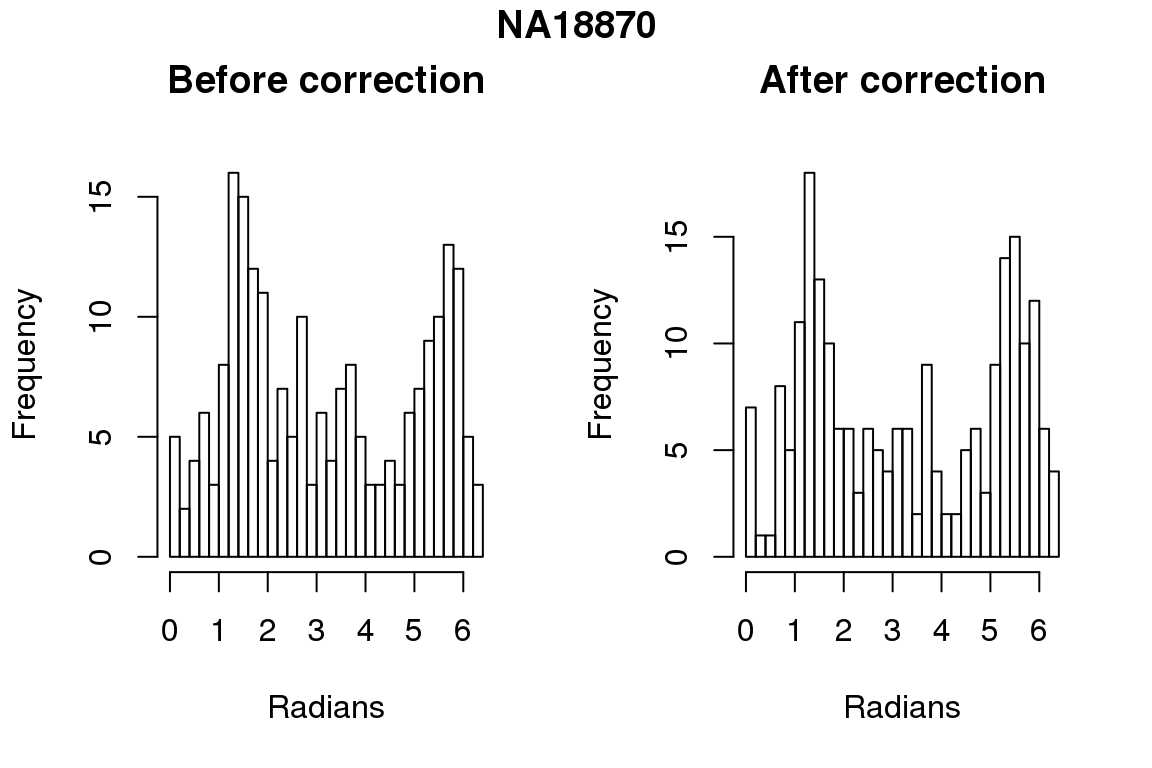 NA18870
Before correction
Frequency
15
10
5
0
0 1 2 3 4 5 6
Radians
After correction
Frequency
15
10
5
0
0 1 2 3 4 5 6
Radians